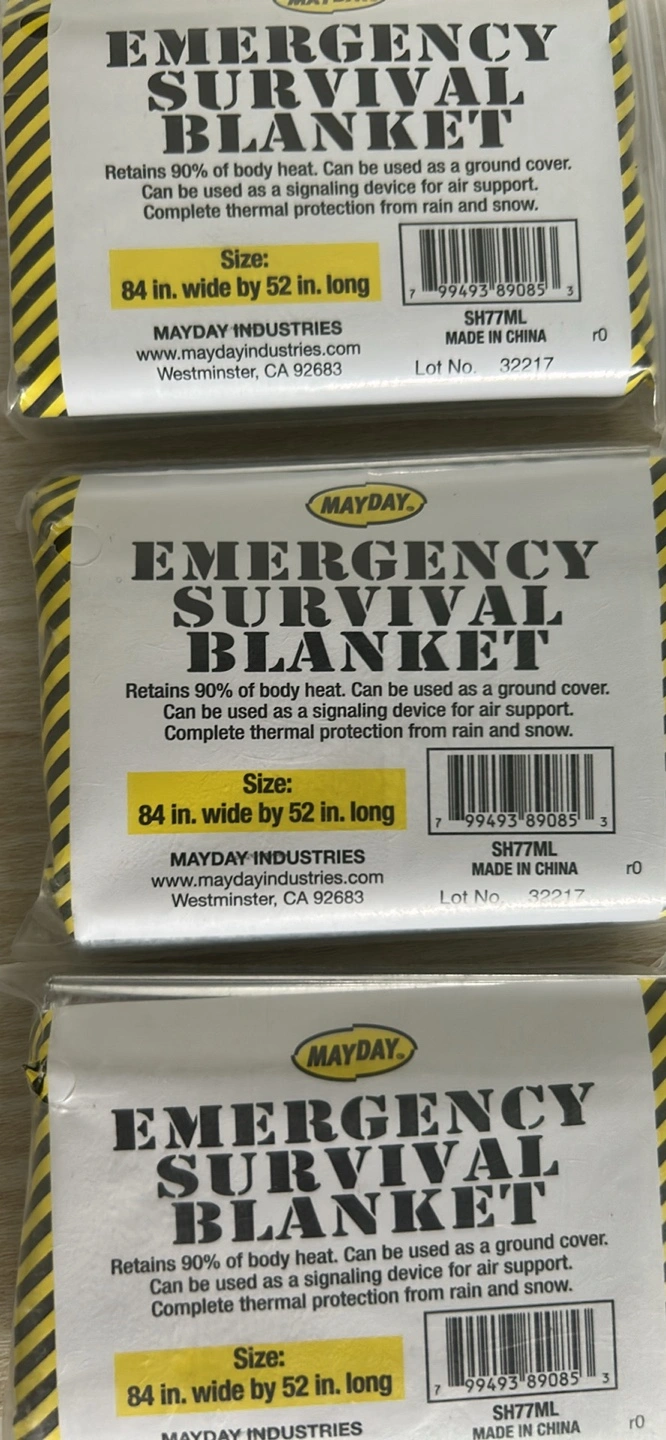 EMERGENCY
SURVIVAL
BLANKET
Retains 90% of body heat. Can be used as a ground cover.
Can be used as a signaling device for air support.
Complete thermal protection from rain and snow.
Size:
84 in. wide by 52 in. long
7 99493 89085 3
SH77ML
MADE IN CHINA r0
MAYDAY INDUSTRIES
www.maydayindustries.com
Westminster, CA 92683
Lot No. 32217
MAYDAY®
EMERGENCY
SURVIVAL
BLANKET
Retains 90% of body heat. Can be used as a ground cover.
Can be used as a signaling device for air support.
Complete thermal protection from rain and snow.
Size:
84 in. wide by 52 in. long
7 99493 89085 3
SH77ML
MADE IN CHINA r0
MAYDAY INDUSTRIES
www.maydayindustries.com
Westminster, CA 92683
Lot No. 32217
MAYDAY®
EMERGENCY
SURVIVAL
BLANKET
Retains 90% of body heat. Can be used as a ground cover.
Can be used as a signaling device for air support.
Complete thermal protection from rain and snow.
Size:
84 in. wide by 52 in. long
7 99493 89085 3
SH77ML
MADE IN CHINA r0
MAYDAY INDUSTRIES